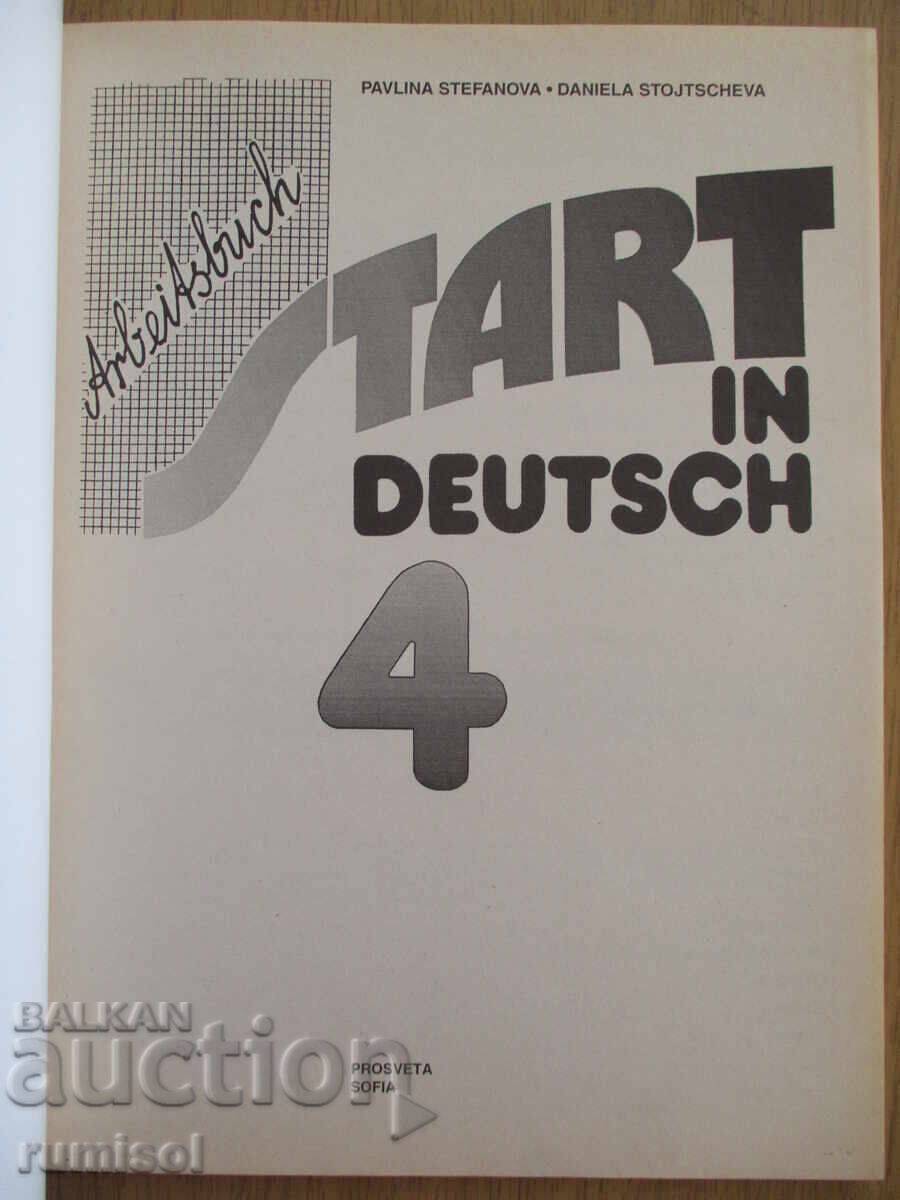 PAVLINA STEFANOVA • DANIELA STOJTSCHEVA
Arbeitsbuch
START
IN
DEUTSCH
4
PROSVETA
SOFIA
BALKAN
auction
rumisol